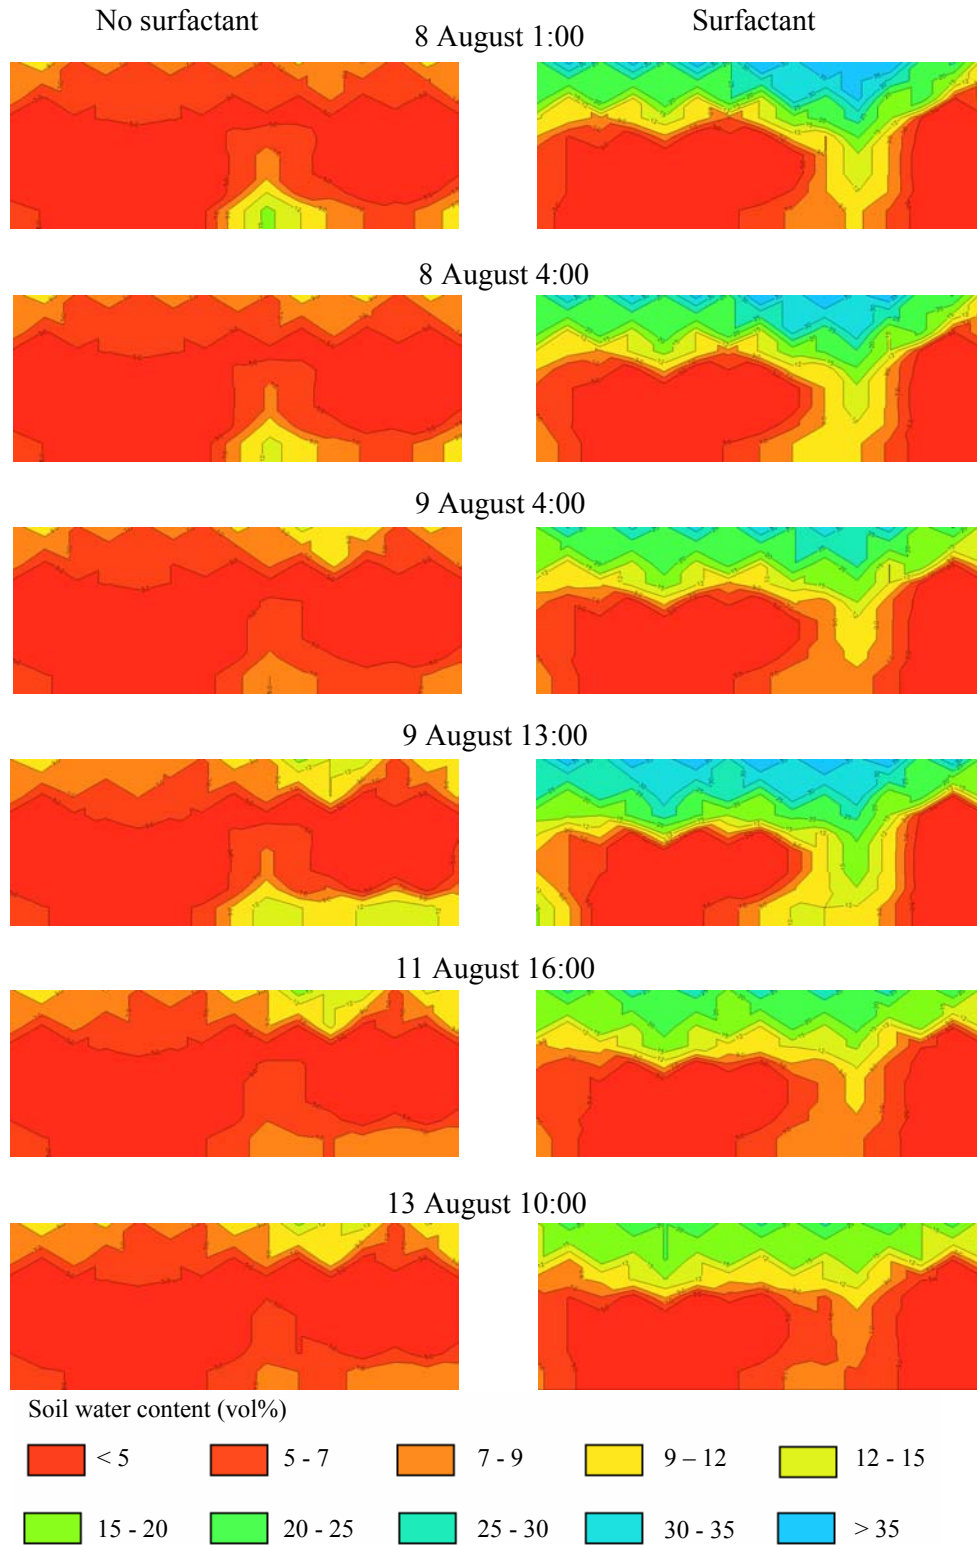 No surfactant
Surfactant
8 August 1:00
8 August 4:00
9 August 4:00
9 August 13:00
11 August 16:00
13 August 10:00
Soil water content (vol%)
< 5
5 - 7
7 - 9
9 – 12
12 - 15
15 - 20
20 - 25
25 - 30
30 - 35
> 35